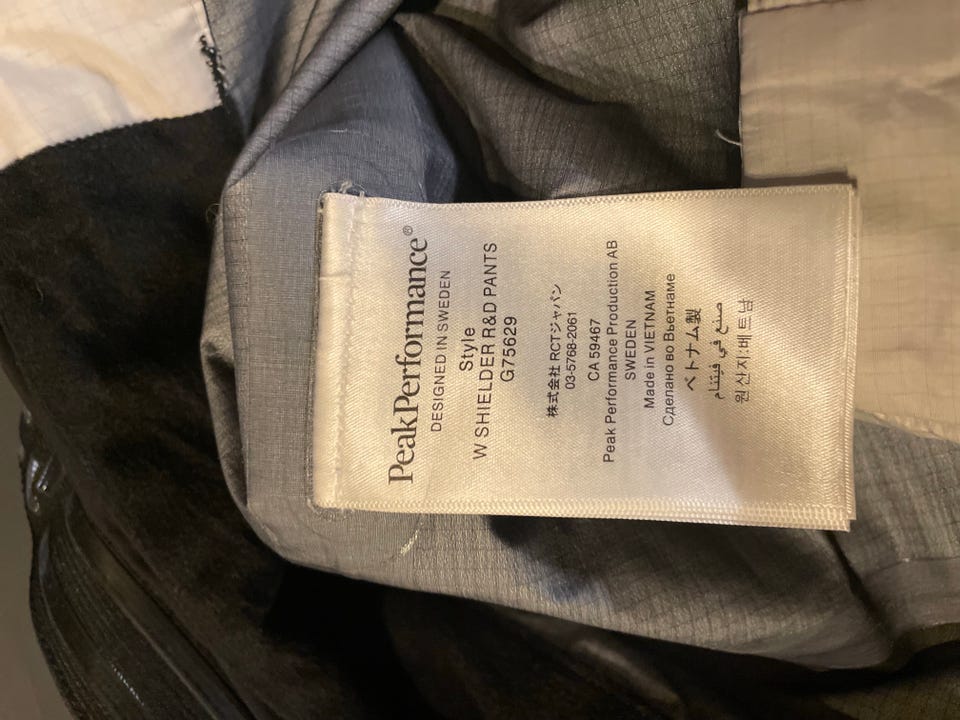 PeakPerformance®
DESIGNED IN SWEDEN
Style
W SHIELDER R&D PANTS
G75629
株式会社 RCTジャパン
03-5768-2061
CA 59467
Peak Performance Production AB
SWEDEN
Made in VIETNAM
Сделано во Вьетнаме
ベトナム製
صنع في فيتنام
원산지:베트남